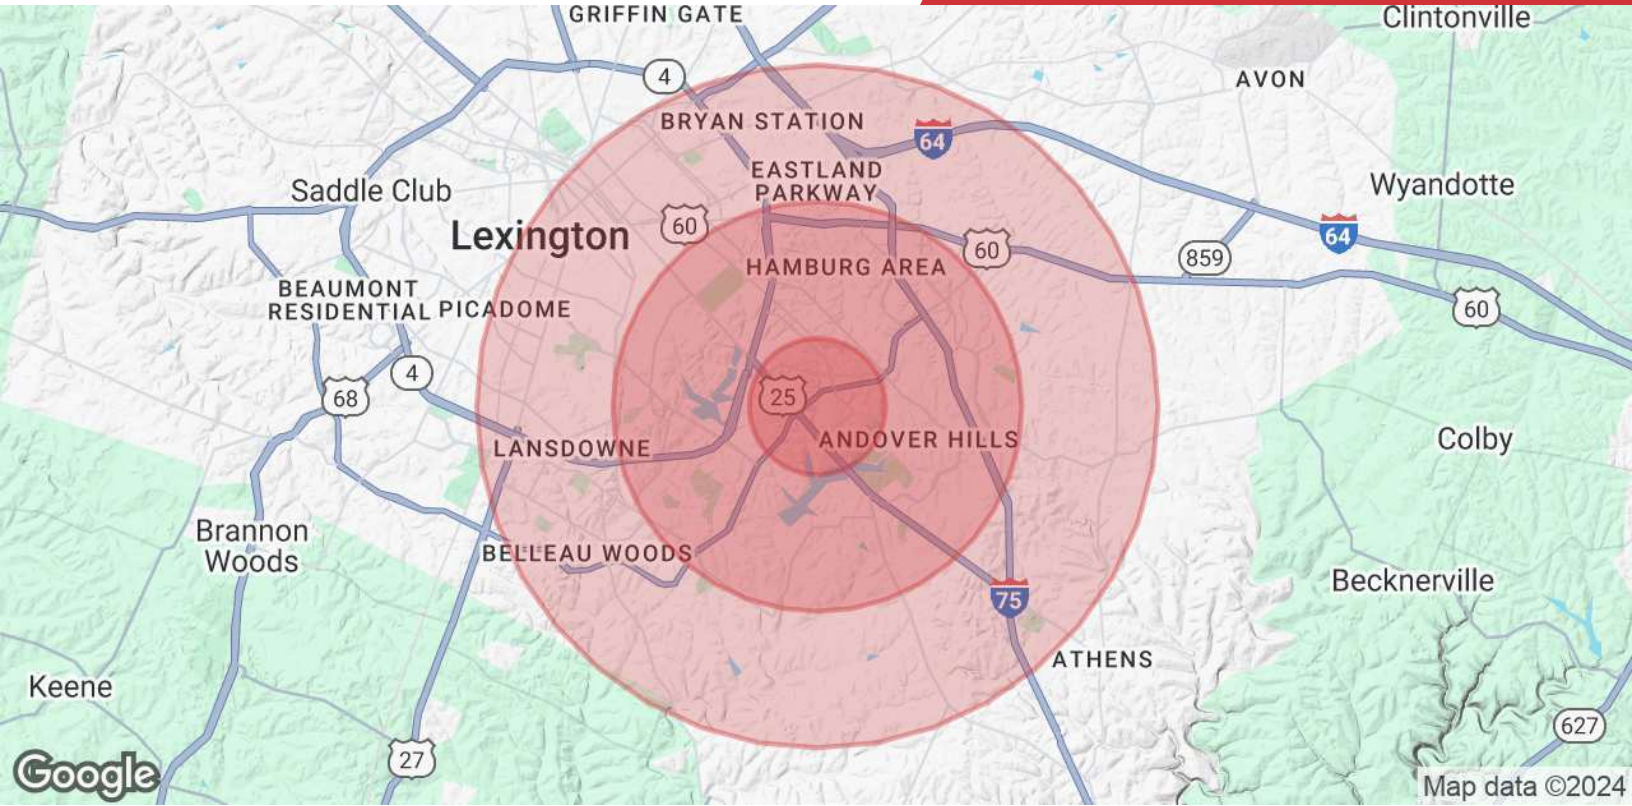 GRIFFIN GATE
Clintonville
4
AVON
BRYAN STATION
64
EASTLAND
PARKWAY
Saddle Club
Wyandotte
Lexington
60
64
60
859
HAMBURG AREA
BEAUMONT
RESIDENTIAL
PICADOME
60
4
68
25
LANSDOWNE
ANDOVER HILLS
Colby
Brannon
Woods
BELLEAU WOODS
Becknerville
75
ATHENS
Keene
627
27
Google
Map data ©2024